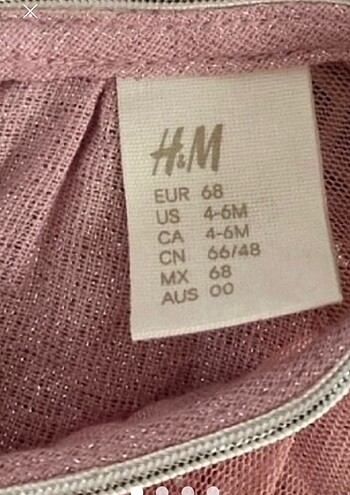 H&M
EUR 68
US 4-6M
CA 4-6M
CN 66/48
MX 68
AUS 00